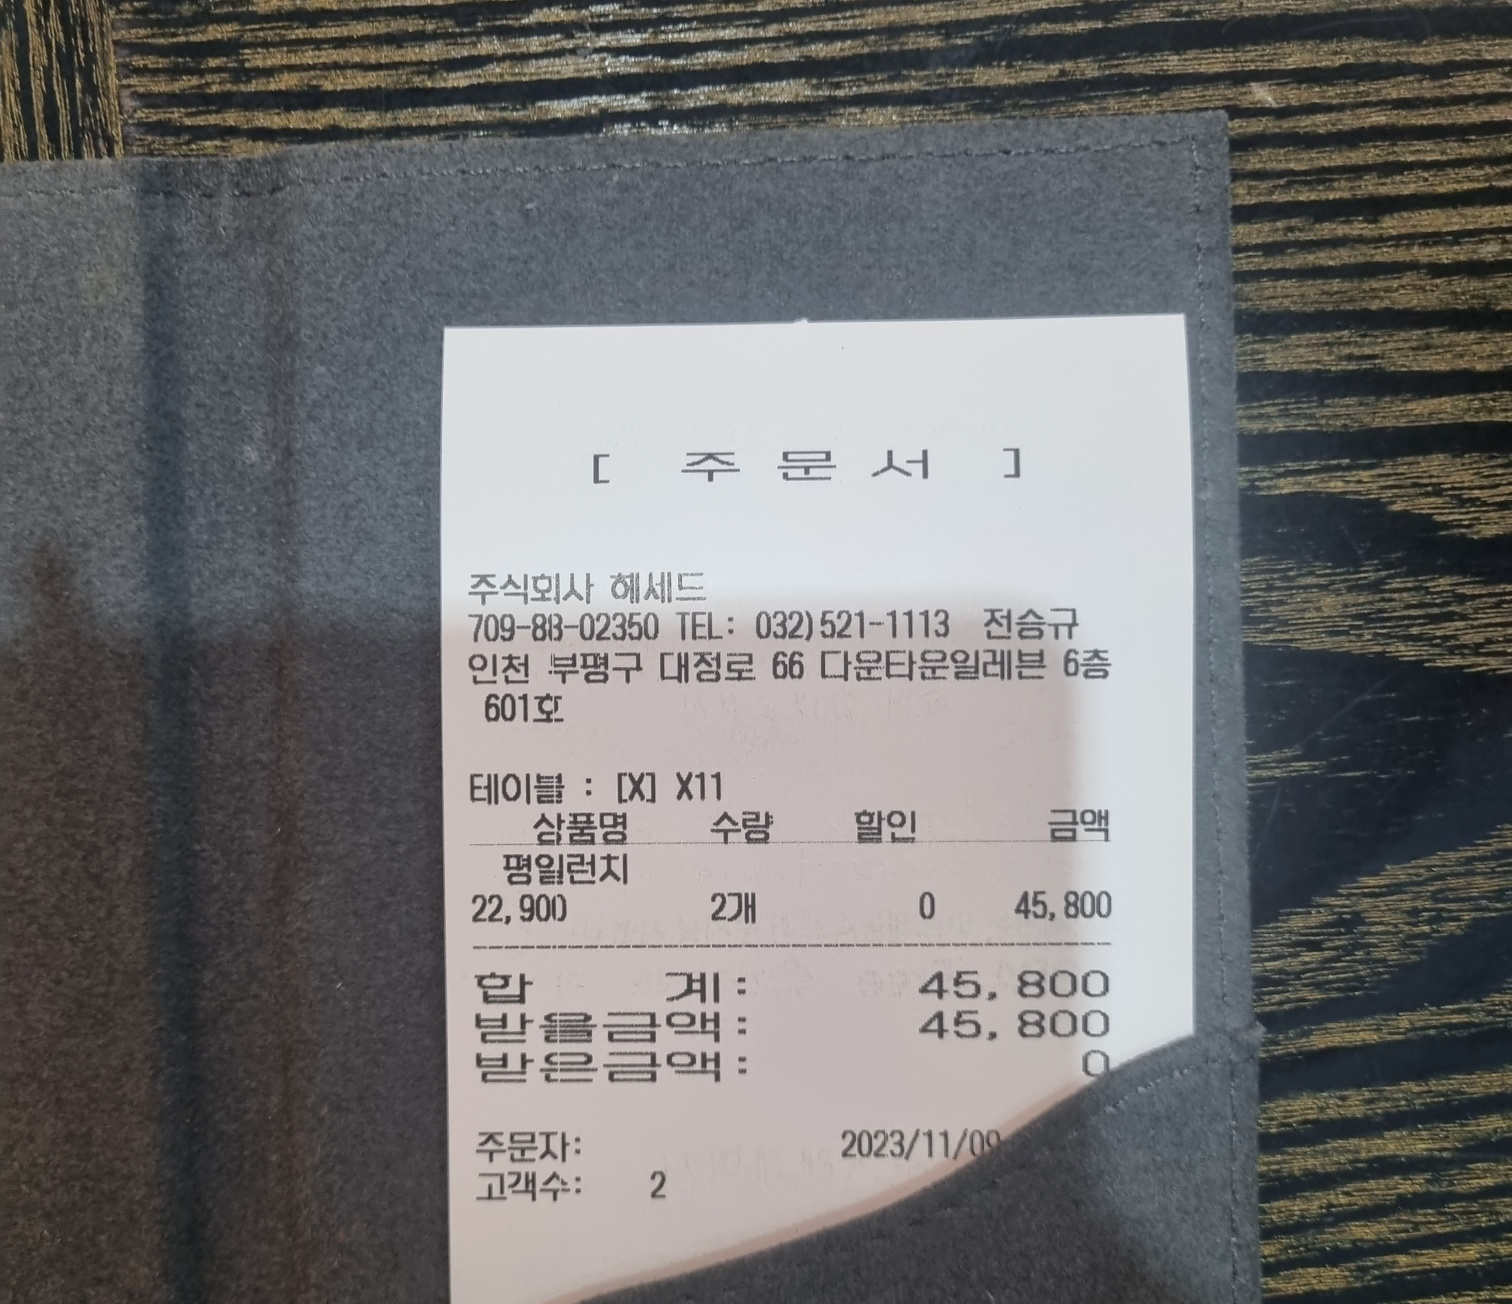 [ 주 문 서 ]
주식회사 헤세드
709-88-02350 TEL: 032)521-1113 전승규
인천 부평구 대정로 66 다운타운일레븐 6층
601호
테이블 : [X] X11
상품명 수량 할인 금액
평일런치
22,900 2개 0 45,800
합 계: 45,800
받을금액: 45,800
받은금액: 0
주문자: 2023/11/09
고객수: 2